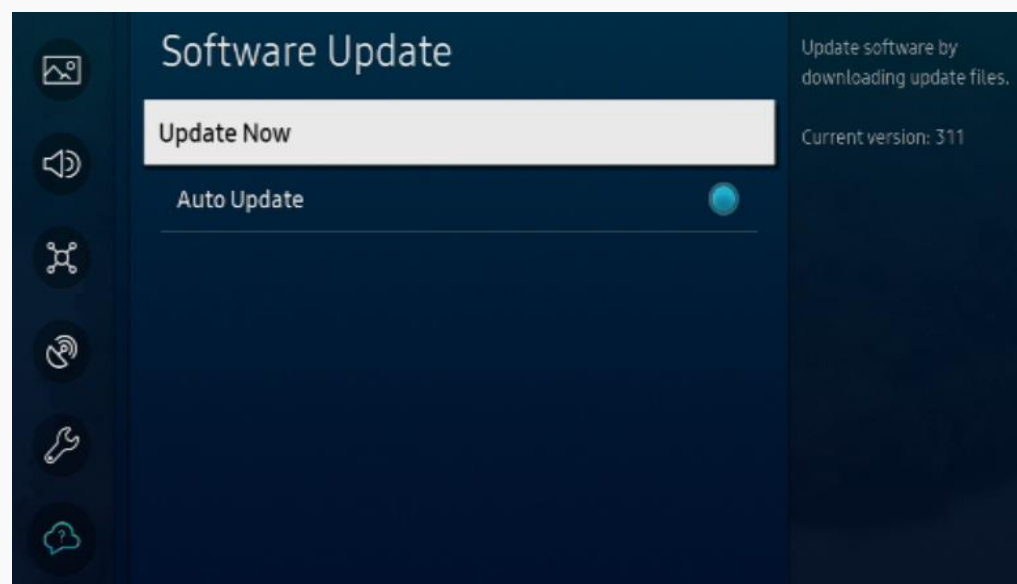 Software Update
Update Now
Auto Update
Update software by
downloading update files.
Current version: 311